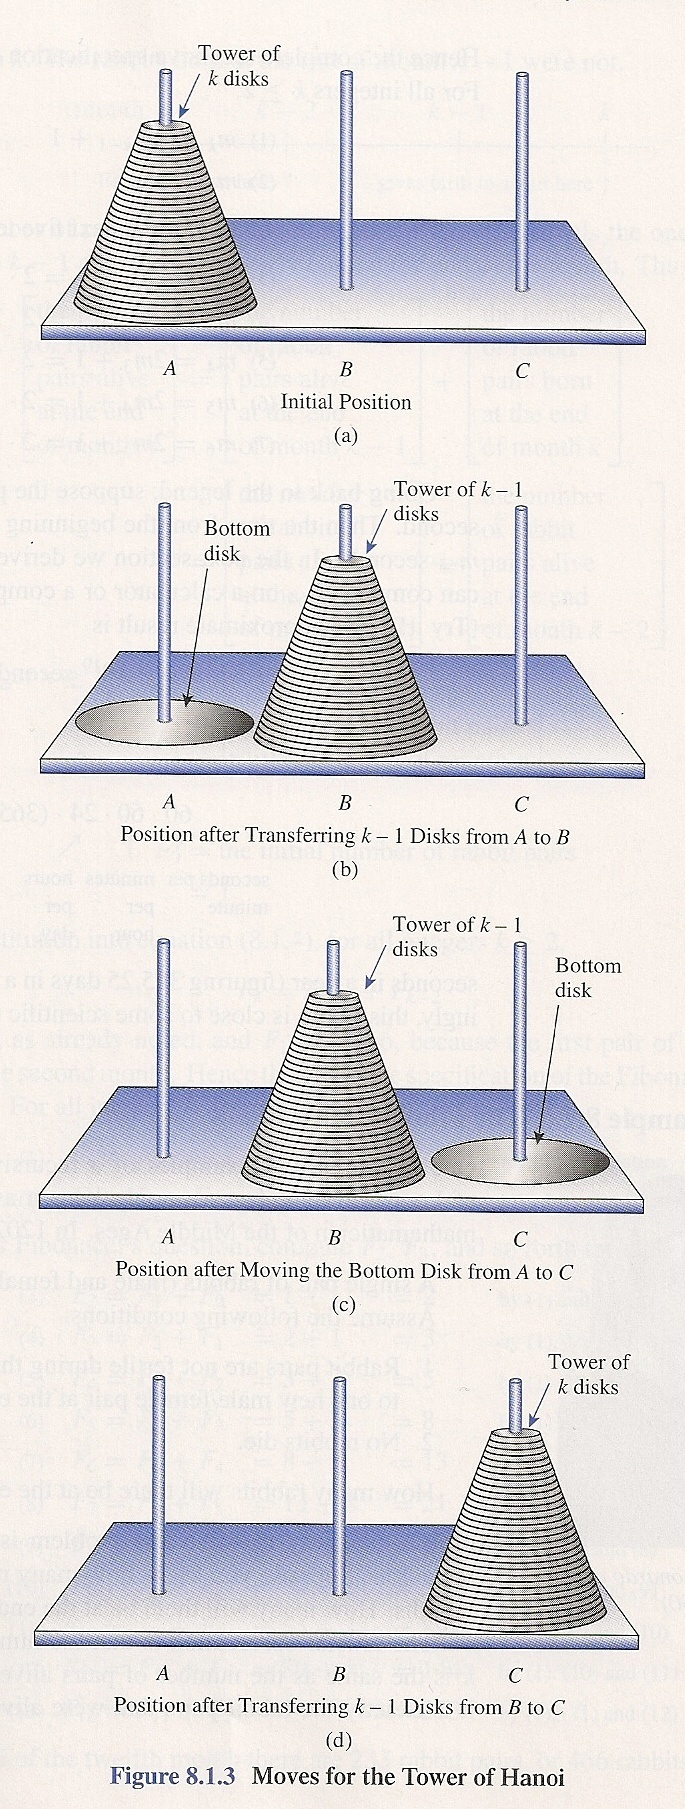 Tower of
k disks
A B C
Initial Position
(a)
Tower of k – 1
disks
Bottom
disk
A B C
Position after Transferring k – 1 Disks from A to B
(b)
Tower of k – 1
disks
Bottom
disk
A B C
Position after Moving the Bottom Disk from A to C
(c)
Tower of
k disks
A B C
Position after Transferring k – 1 Disks from B to C
(d)
Figure 8.1.3 Moves for the Tower of Hanoi